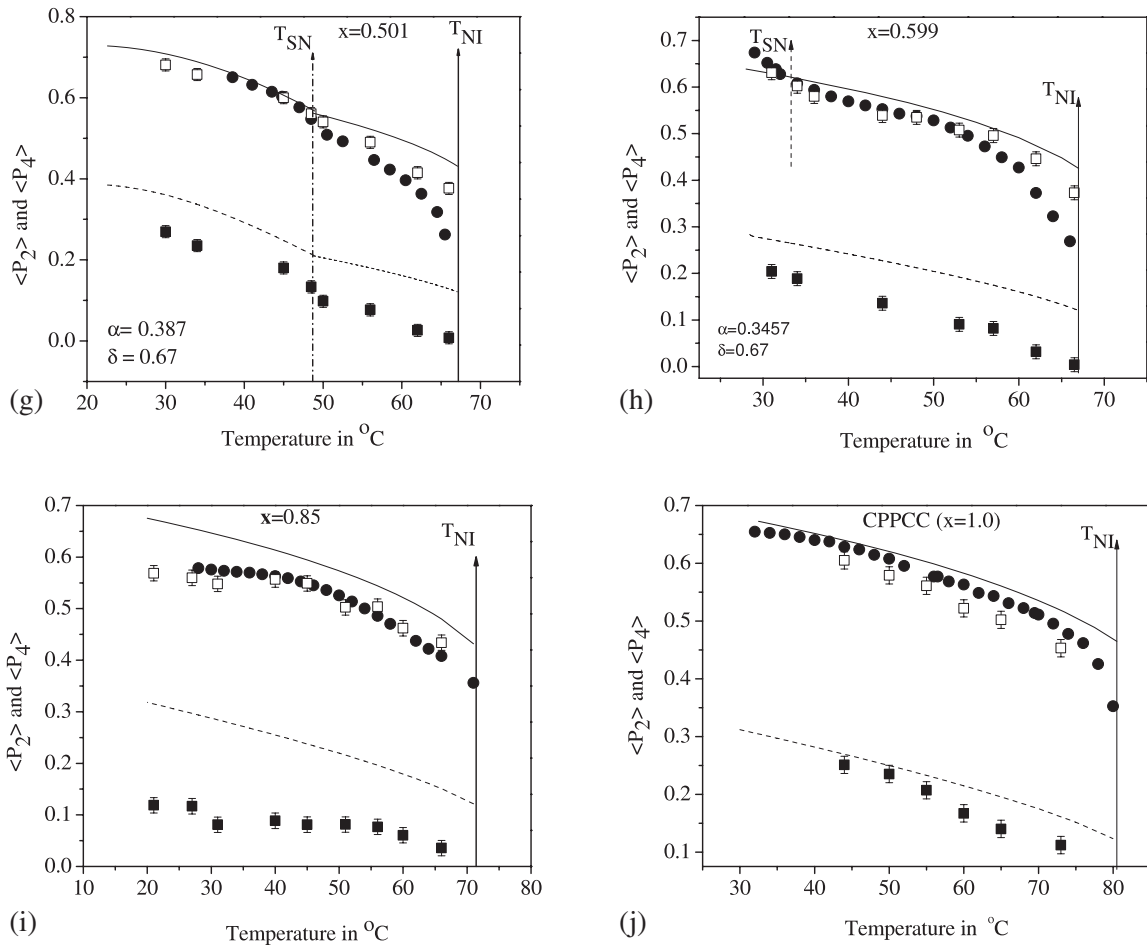 x=0.501
T_SN
T_NI
0.8
0.6
0.4
0.2
0.0
<P_2> and <P_4>
α= 0.387
δ = 0.67
20 30 40 50 60 70
Temperature in °C
(g)
x=0.599
T_SN
T_NI
0.7
0.6
0.5
0.4
0.3
0.2
0.1
0.0
<P_2> and <P_4>
α=0.3457
δ=0.67
30 40 50 60 70
Temperature in °C
(h)
x=0.85
T_NI
0.7
0.6
0.5
0.4
0.3
0.2
0.1
0.0
<P_2> and <P_4>
10 20 30 40 50 60 70 80
Temperature in °C
(i)
CPPCC (x=1.0)
T_NI
0.7
0.6
0.5
0.4
0.3
0.2
0.1
<P_2> and <P_4>
30 40 50 60 70 80
Temperature in °C
(j)